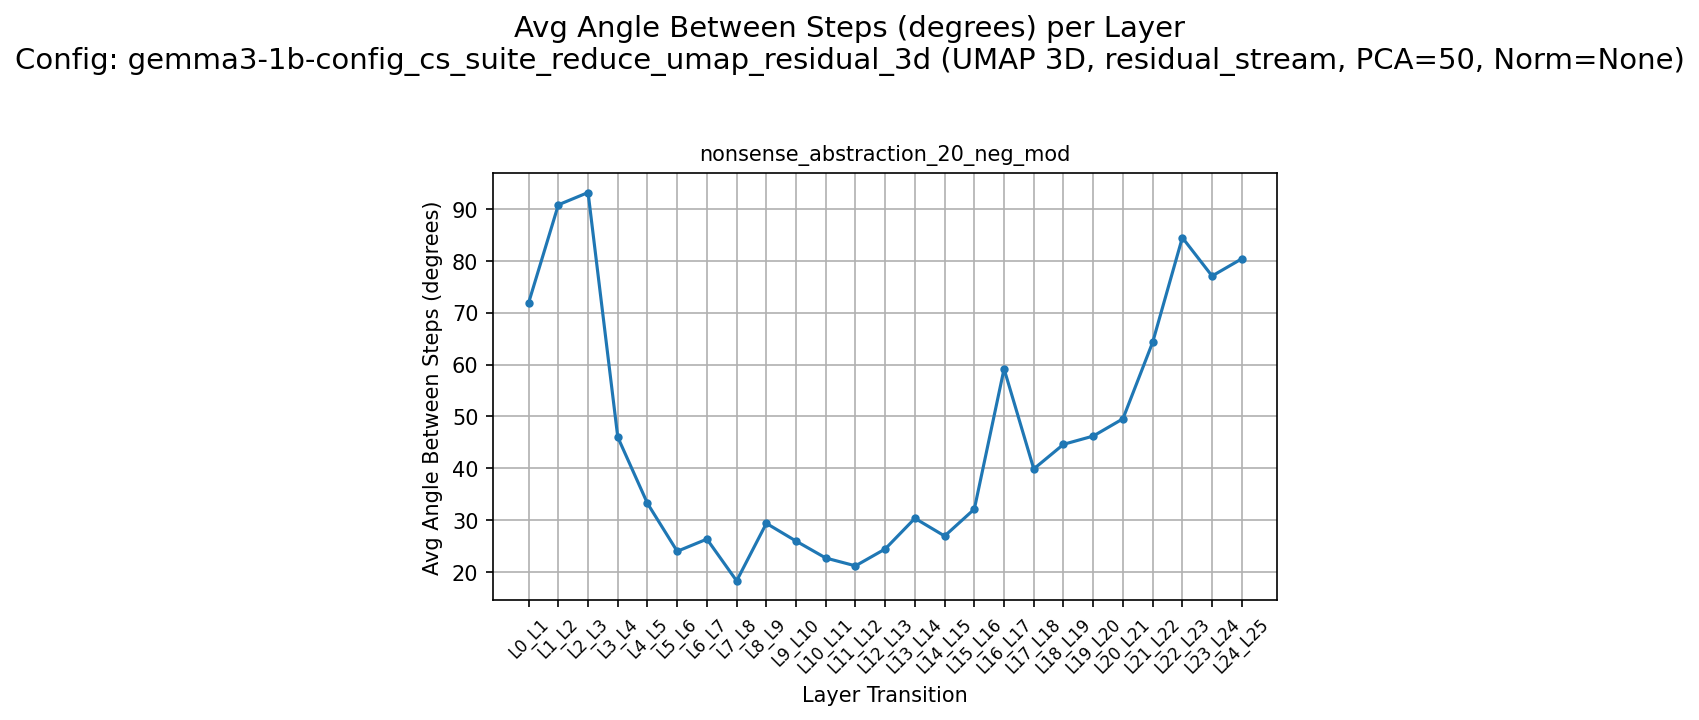 Avg Angle Between Steps (degrees) per Layer
Config: gemma3-1b-config_cs_suite_reduce_umap_residual_3d (UMAP 3D, residual_stream, PCA=50, Norm=None)
nonsense_abstraction_20_neg_mod
Avg Angle Between Steps (degrees)
90
80
70
60
50
40
30
20
L0_L1
L1_L2
L2_L3
L3_L4
L4_L5
L5_L6
L6_L7
L7_L8
L8_L9
L9_L10
L10_L11
L11_L12
L12_L13
L13_L14
L14_L15
L15_L16
L16_L17
L17_L18
L18_L19
L19_L20
L20_L21
L21_L22
L22_L23
L23_L24
L24_L25
Layer Transition